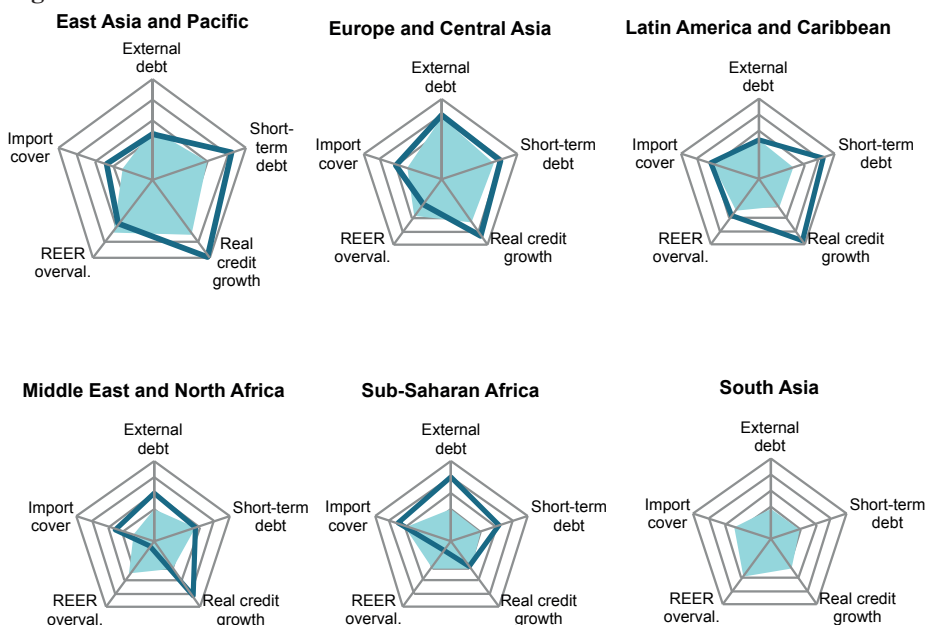 East Asia and Pacific
External
debt
Import
cover
Short-
term
debt
REER
overval.
Real
credit
growth
Europe and Central Asia
External
debt
Import
cover
Short-term
debt
REER
overval.
Real credit
growth
Latin America and Caribbean
External
debt
Import
cover
Short-term
debt
REER
overval.
Real credit
growth
Middle East and North Africa
External
debt
Import
cover
Short-term
debt
REER
overval.
Real credit
growth
Sub-Saharan Africa
External
debt
Import
cover
Short-term
debt
REER
overval.
Real credit
growth
South Asia
External
debt
Import
cover
Short-term
debt
REER
overval.
Real credit
growth